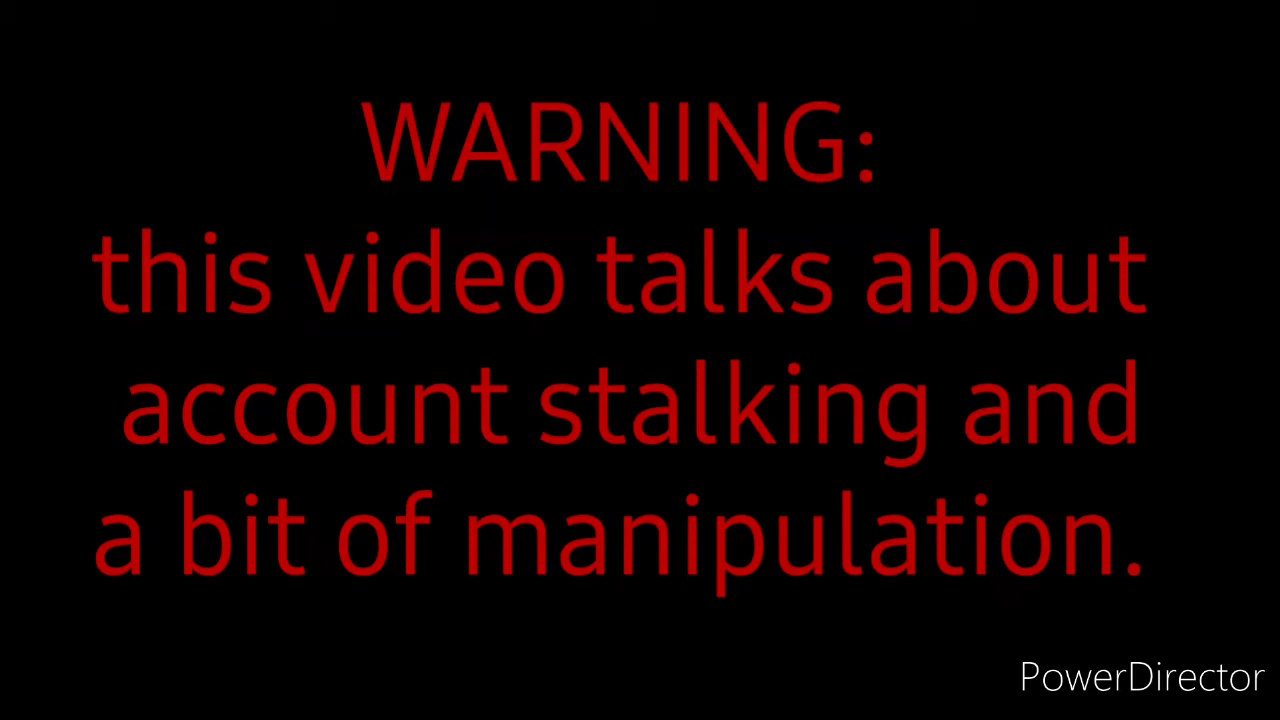 WARNING:
this video talks about
account stalking and
a bit of manipulation.
PowerDirector